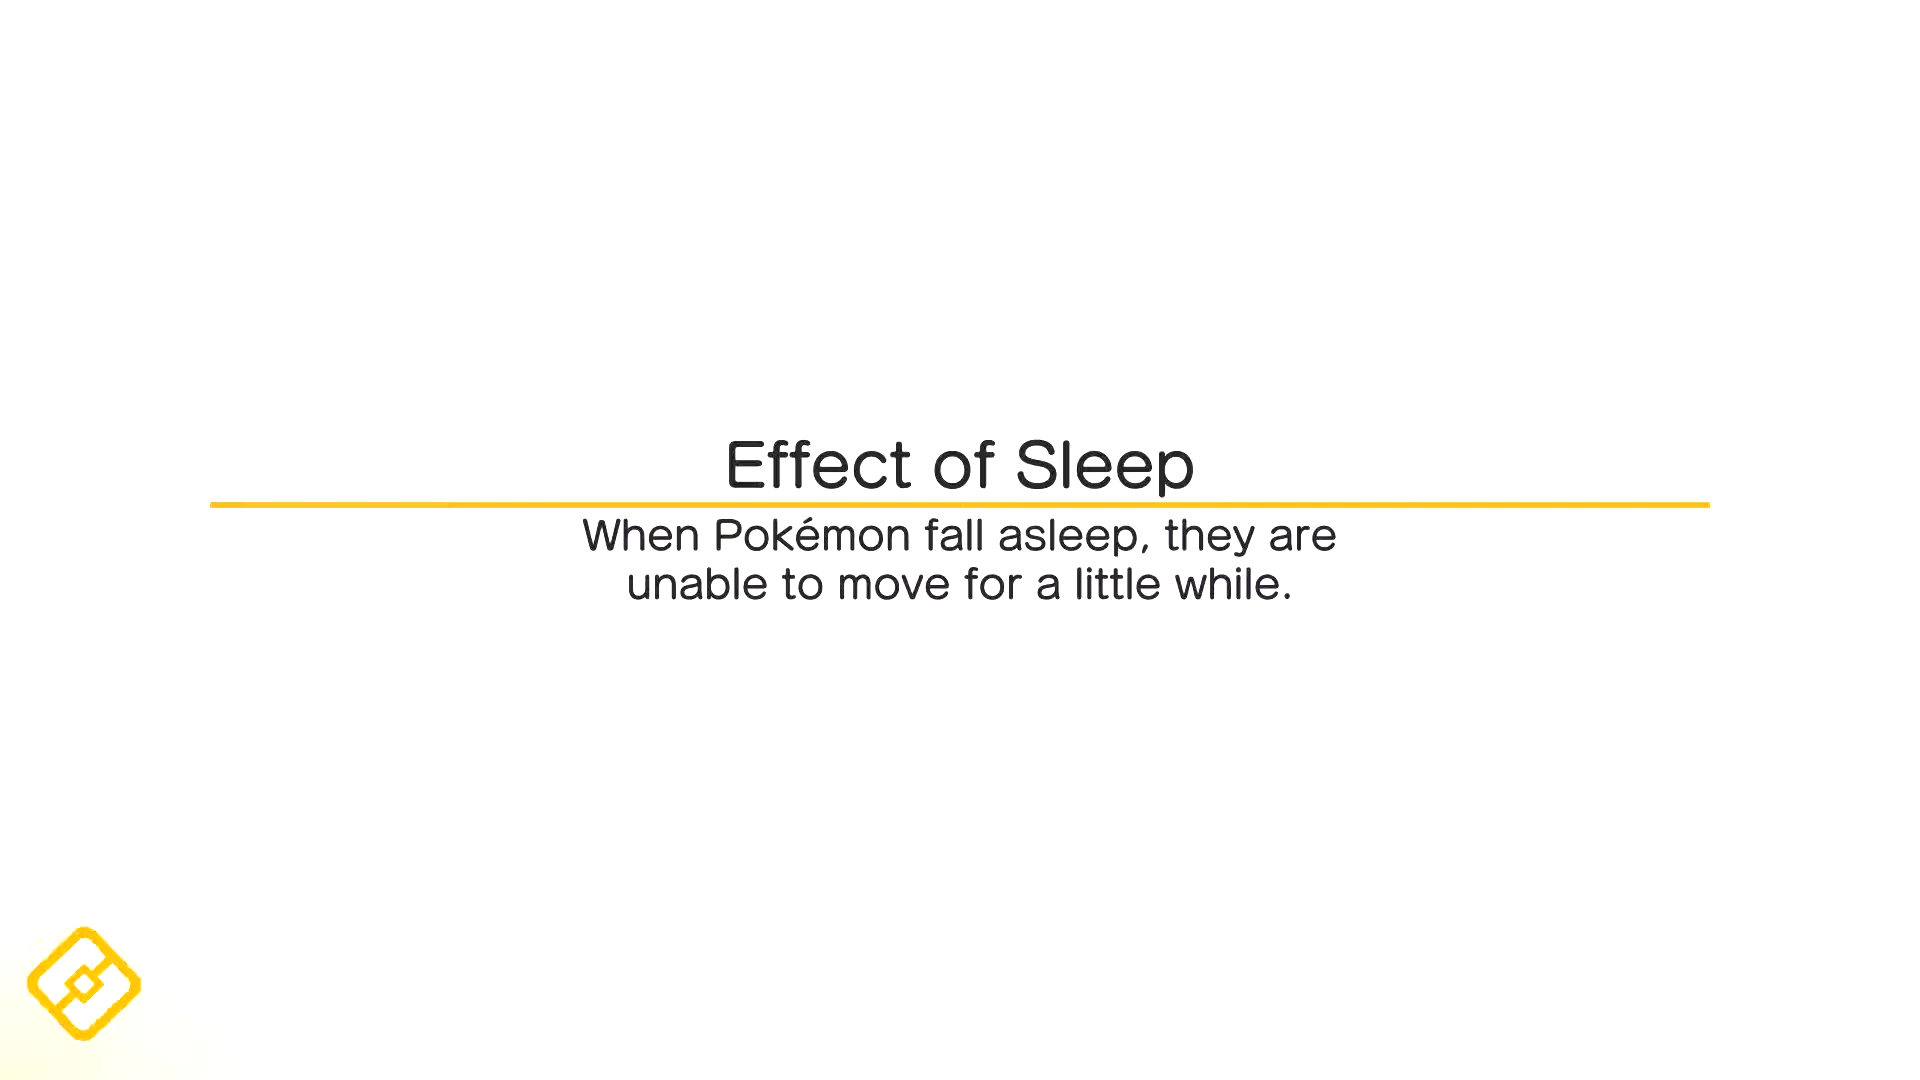 Effect of Sleep
When Pokémon fall asleep, they are
unable to move for a little while.